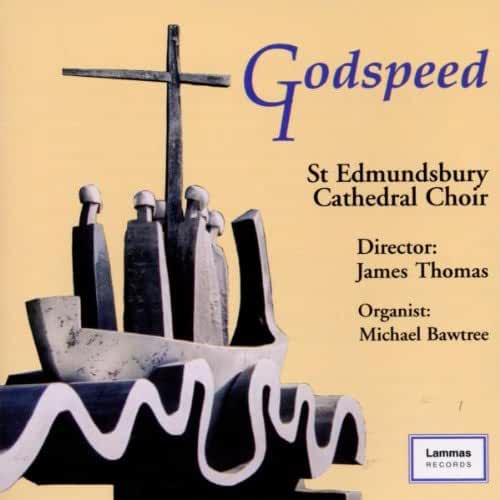 Godspeed
St Edmundsbury
Cathedral Choir
Director:
James Thomas
Organist:
Michael Bawtree
Lammas
RECORDS